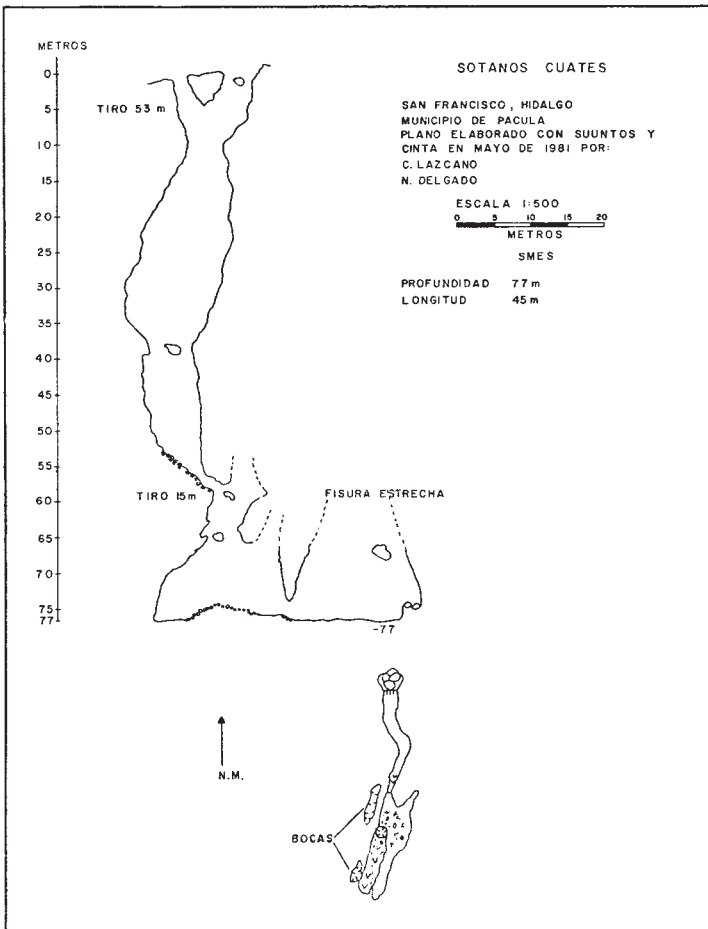 METROS
0
5
10
15
20
25
30
35
40
45
50
55
60
65
70
75
77
TIRO 53 m
TIRO 15 m
FISURA ESTRECHA
-77
SOTANOS CUATES
SAN FRANCISCO, HIDALGO
MUNICIPIO DE PACULA
PLANO ELABORADO CON SUUNTOS Y
CINTA EN MAYO DE 1981 POR:
C. LAZCANO
N. DELGADO
ESCALA 1:500
0 5 10 15 20
METROS
SMES
PROFUNDIDAD 77 m
LONGITUD 45 m
N.M.
BOCAS